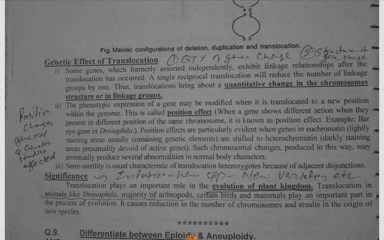 Fig. Meiotic configurations of deletion, duplication and translocation.
Genetic Effect of Translocation
i) Some genes, which formerly assorted independently, exhibit linkage relationships after the
translocation has occurred. A single reciprocal translocation will reduce the number of linkage
groups by one. Thus, translocations bring about a quantitative change in the chromosomes
structure or in linkage groups.
ii) The phenotypic expression of a gene may be modified when it is translocated to a new position
within the genome. This is called position effect (When a gene shows different action when they
present in different position of the same chromosome, it is known as position effect. Example: Bar
eye gene in Drosophila.). Position effects are particularly evident when genes in euchromatin (lightly
staining areas usually containing genetic elements) are shifted to heterochromatin (darkly staining
areas presumably devoid of active genes). Such chromosomal changes, produced in this way, may
eventually produce several abnormalities in normal body characters.
iii) Semi-sterility is usual characteristic of translocation heterozygotes because of adjacent disjunctions.
Position
change
Significance Evolution - New spp - New Variety etc
Translocation plays an important role in the evolution of plant kingdom. Translocation in
animals like Drosophila, majority of arthropods, certain birds and mammals play an important part in
the process of evolution. It causes reduction in the number of chromosomes and results in the origin of
new species.
**********
Q.9. Differentiate between Eploidy & Aneuploidy.